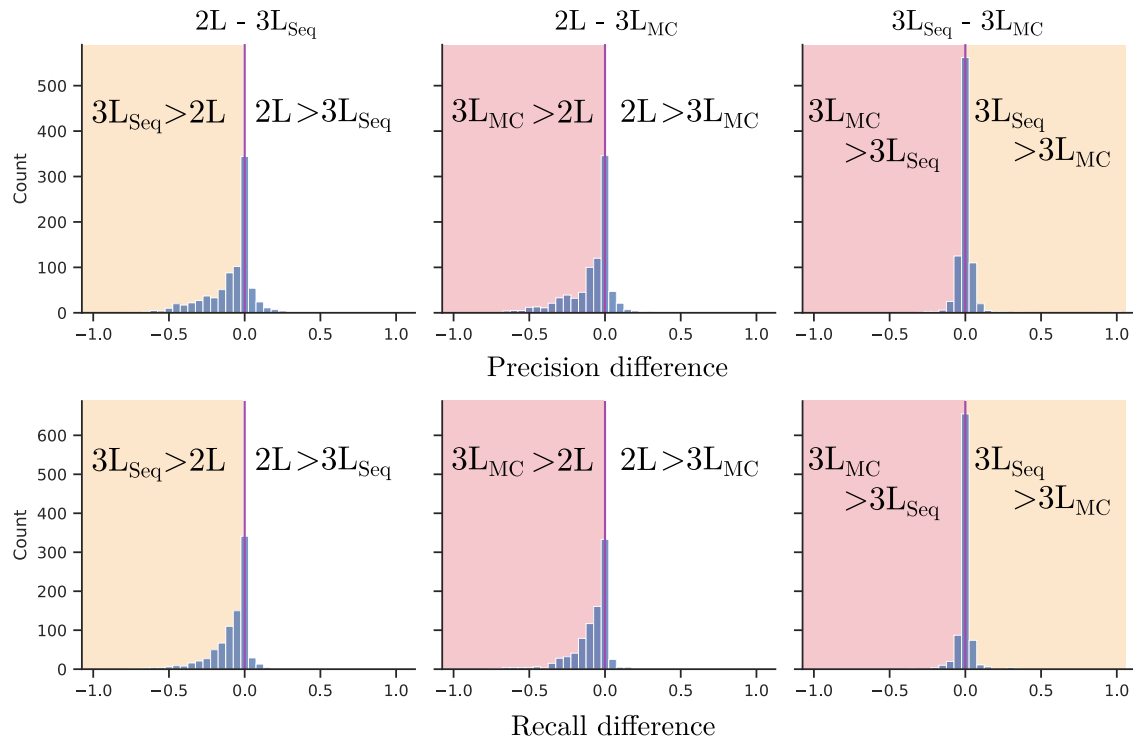 2L - 3L_Seq 2L - 3L_MC 3L_Seq - 3L_MC
500
400
300
200
100
0
Count
3L_Seq>2L 2L>3L_Seq
3L_MC>2L 2L>3L_MC
3L_MC
>3L_Seq
3L_Seq
>3L_MC
−1.0 −0.5 0.0 0.5 1.0
−1.0 −0.5 0.0 0.5 1.0
−1.0 −0.5 0.0 0.5 1.0
Precision difference
600
500
400
300
200
100
0
Count
3L_Seq>2L 2L>3L_Seq
3L_MC>2L 2L>3L_MC
3L_MC
>3L_Seq
3L_Seq
>3L_MC
−1.0 −0.5 0.0 0.5 1.0
−1.0 −0.5 0.0 0.5 1.0
−1.0 −0.5 0.0 0.5 1.0
Recall difference